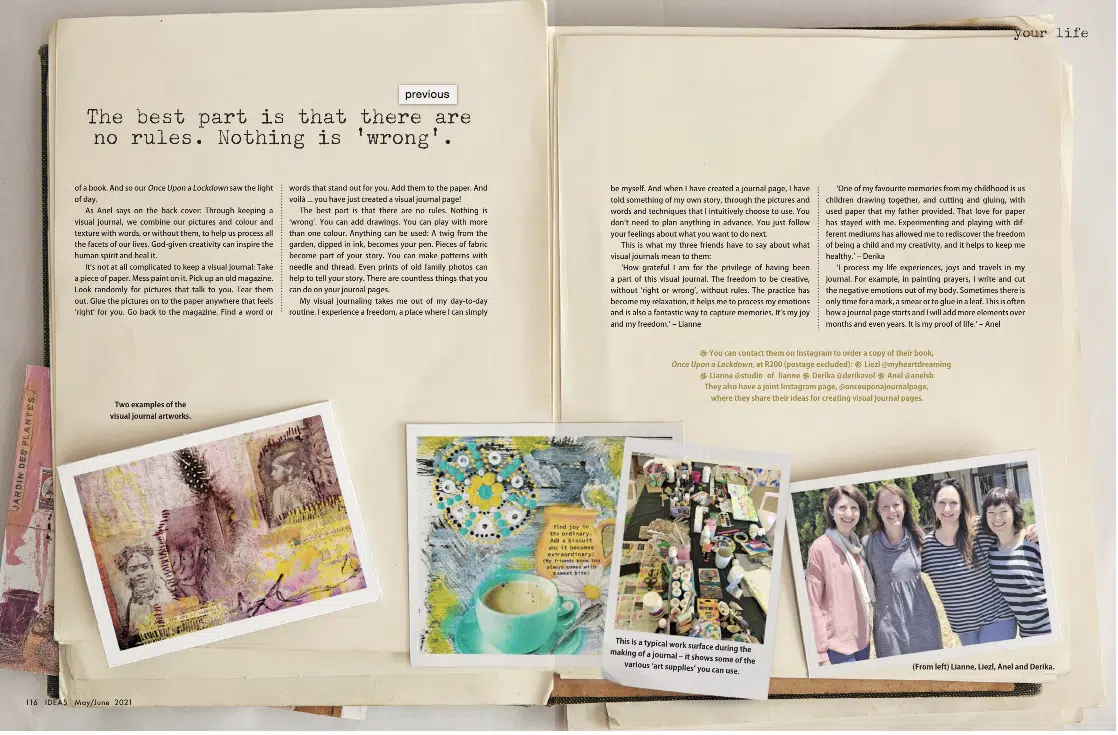 your life
previous
The best part is that there are
no rules. Nothing is 'wrong'.
of a book. And so our Once Upon a Lockdown saw the light
of day.
As Anel says on the back cover: Through keeping a
visual journal, we combine our pictures and colour and
texture with words, or without them, to help us process all
the facets of our lives. God-given creativity can inspire the
human spirit and heal it.
It's not at all complicated to keep a visual journal: Take
a piece of paper. Mess paint on it. Pick up an old magazine.
Look randomly for pictures that talk to you. Tear them
out. Glue the pictures on to the paper anywhere that feels
'right' for you. Go back to the magazine. Find a word or
words that stand out for you. Add them to the paper. And
voilà ... you have just created a visual journal page!
The best part is that there are no rules. Nothing is
'wrong'. You can add drawings. You can play with more
than one colour. Anything can be used: A twig from the
garden, dipped in ink, becomes your pen. Pieces of fabric
become part of your story. You can make patterns with
needle and thread. Even prints of old family photos can
help to tell your story. There are countless things that you
can do on your journal pages.
My visual journaling takes me out of my day-to-day
routine. I experience a freedom, a place where I can simply
be myself. And when I have created a journal page, I have
told something of my own story, through the pictures and
words and techniques that I intuitively choose to use. You
don't need to plan anything in advance. You just follow
your feelings about what you want to do next.
This is what my three friends have to say about what
visual journals mean to them:
'How grateful I am for the privilege of having been
a part of this visual journal. The freedom to be creative,
without 'right or wrong', without rules. The practice has
become my relaxation, it helps me to process my emotions
and is also a fantastic way to capture memories. It's my joy
and my freedom.' – Lianne
'One of my favourite memories from my childhood is us
children drawing together, and cutting and gluing, with
used paper that my father provided. That love for paper
has stayed with me. Experimenting and playing with dif-
ferent mediums has allowed me to rediscover the freedom
of being a child and my creativity, and it helps to keep me
healthy.' – Derika
'I process my life experiences, joys and travels in my
journal. For example, in painting prayers, I write and cut
the negative emotions out of my body. Sometimes there is
only time for a mark, a smear or to glue in a leaf. This is often
how a journal page starts and I will add more elements over
months and even years. It is my proof of life.' – Anel
You can contact them on Instagram to order a copy of their book,
Once Upon a Lockdown, at R200 (postage excluded): Liezl @myheartdreaming
Lianne @studio_of_lianne Derika @derikavol Anel @anelsb
They also have a joint Instagram page, @onceuponajournalpage,
where they share their ideas for creating visual journal pages.
Two examples of the
visual journal artworks.
JARDIN DES PLANTES
Find joy in
the ordinary.
Add a biscuit
and it becomes
extraordinary!
(My friends know tea
always comes with
a sweet bite)
This is a typical work surface during the
making of a journal – it shows some of the
various 'art supplies' you can use.
(From left) Lianne, Liezl, Anel and Derika.
116 IDEAS May/June 2021